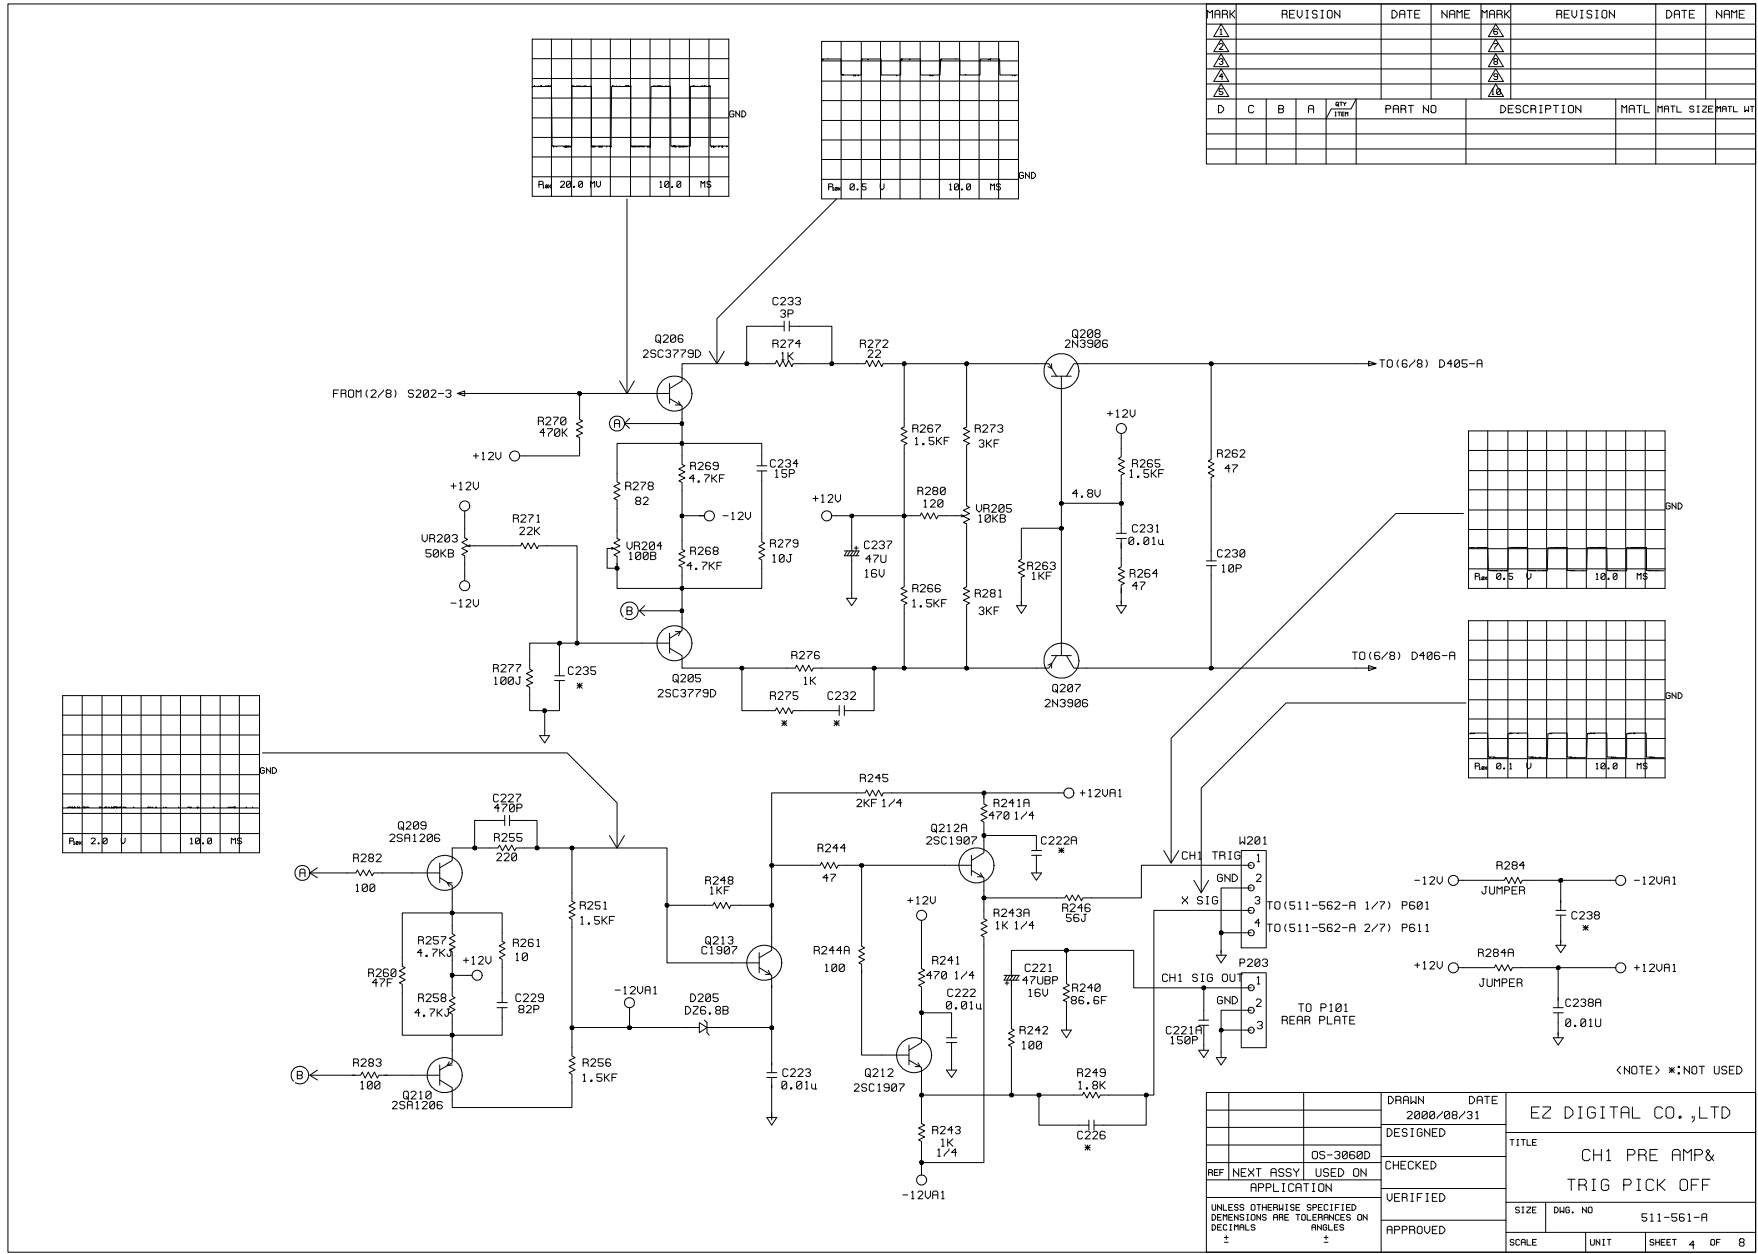 MARK REVISION DATE NAME MARK REVISION DATE NAME
1 6
2 7
3 8
4 9
5 10
D C B A QTY/ITEM PART NO DESCRIPTION MATL MATL SIZE MATL WT
GND
20.0 MV 10.0 MS
GND
0.5 V 10.0 MS
C233
3P
R274
1K
R272
22
Q206
2SC3779D
Q208
2N3906
TO(6/8) D405-A
FROM(2/8) S202-3
R270
470K
+12V
A
R267
1.5KF
R273
3KF
+12V
R265
1.5KF
R262
47
R269
4.7KF
C234
15P
R278
82
-12V
+12V
R280
120
VR205
10KB
4.8V
+12V
R271
22K
VR203
50KB
-12V
VR204
100B
R268
4.7KF
R279
10J
C237
47U
16V
C231
0.01u
R263
1KF
R264
47
C230
10P
B
R266
1.5KF
R281
3KF
GND
0.5 V 10.0 MS
R277
100J
C235
*
Q205
2SC3779D
R276
1K
R275
*
C232
*
Q207
2N3906
TO(6/8) D406-A
GND
0.1 V 10.0 MS
GND
2.0 V 10.0 MS
C227
470P
Q209
2SA1206
R255
220
R245
2KF 1/4
+12VA1
R241A
470 1/4
Q212A
2SC1907
C222A
*
A
R282
100
R248
1KF
R244
47
R251
1.5KF
R246
56J
R243A
1K 1/4
CH1 TRIG
GND
X SIG
W201
1
2
3
4
TO(511-562-A 1/7) P601
TO(511-562-A 2/7) P611
-12V
R284
JUMPER
-12VA1
C238
*
+12V
R284A
JUMPER
+12VA1
C238A
0.01U
R257
4.7KJ
R261
10
R260
47F
+12V
R258
4.7KJ
C229
82P
Q213
C1907
R244A
100
+12V
R241
470 1/4
C222
0.01u
C221
47UBP
16V
R240
86.6F
CH1 SIG OUT
GND
P203
1
2
3
TO P101
REAR PLATE
C221A
150P
-12VA1
D205
DZ6.8B
R242
100
B
R283
100
Q210
2SA1206
R256
1.5KF
C223
0.01u
Q212
2SC1907
R249
1.8K
C226
*
R243
1K
1/4
-12VA1
<NOTE> *:NOT USED
DRAWN DATE
2000/08/31
EZ DIGITAL CO.,LTD
DESIGNED
TITLE
OS-3060D
CH1 PRE AMP&
REF NEXT ASSY USED ON
CHECKED
TRIG PICK OFF
APPLICATION
VERIFIED
UNLESS OTHERWISE SPECIFIED
DEMENSIONS ARE TOLERANCES ON
DECIMALS ANGLES
± ±
APPROVED
SIZE DWG. NO
511-561-A
SCALE UNIT SHEET 4 OF 8